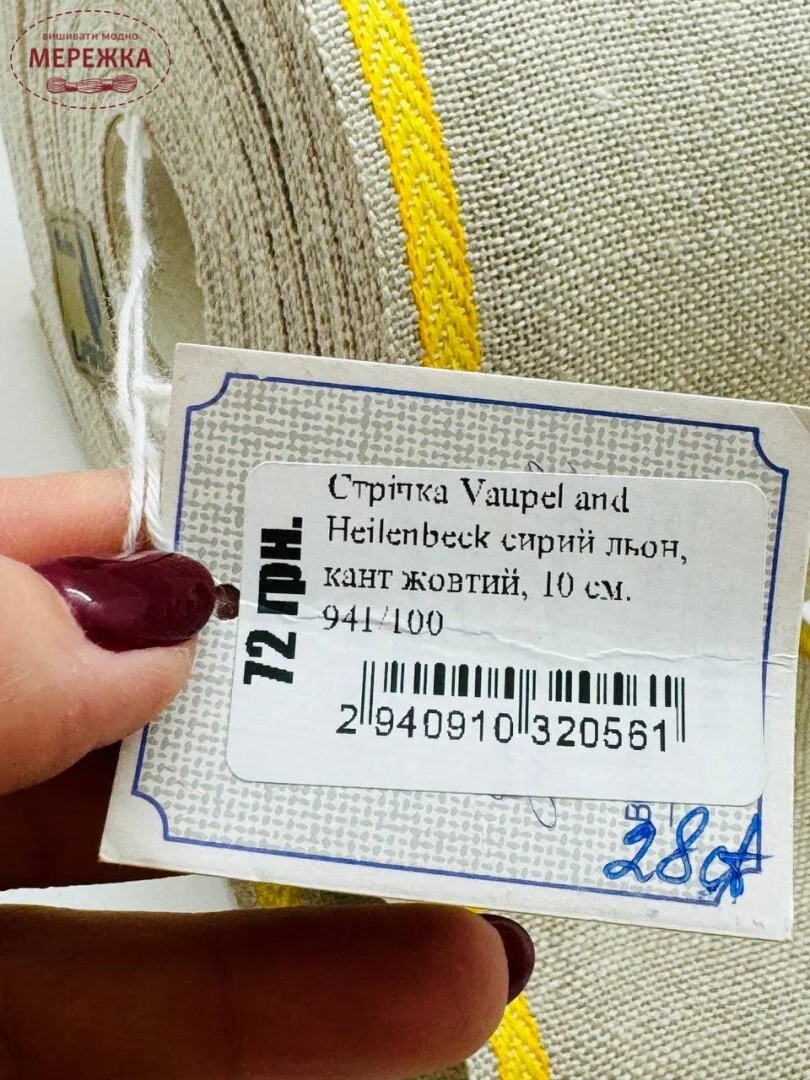 вишивати модно
МЕРЕЖКА
Стрічка Vaupel and
Heilenbeck сирий льон,
кант жовтий, 10 см.
941/100
72 грн.
2 940910 320561
В